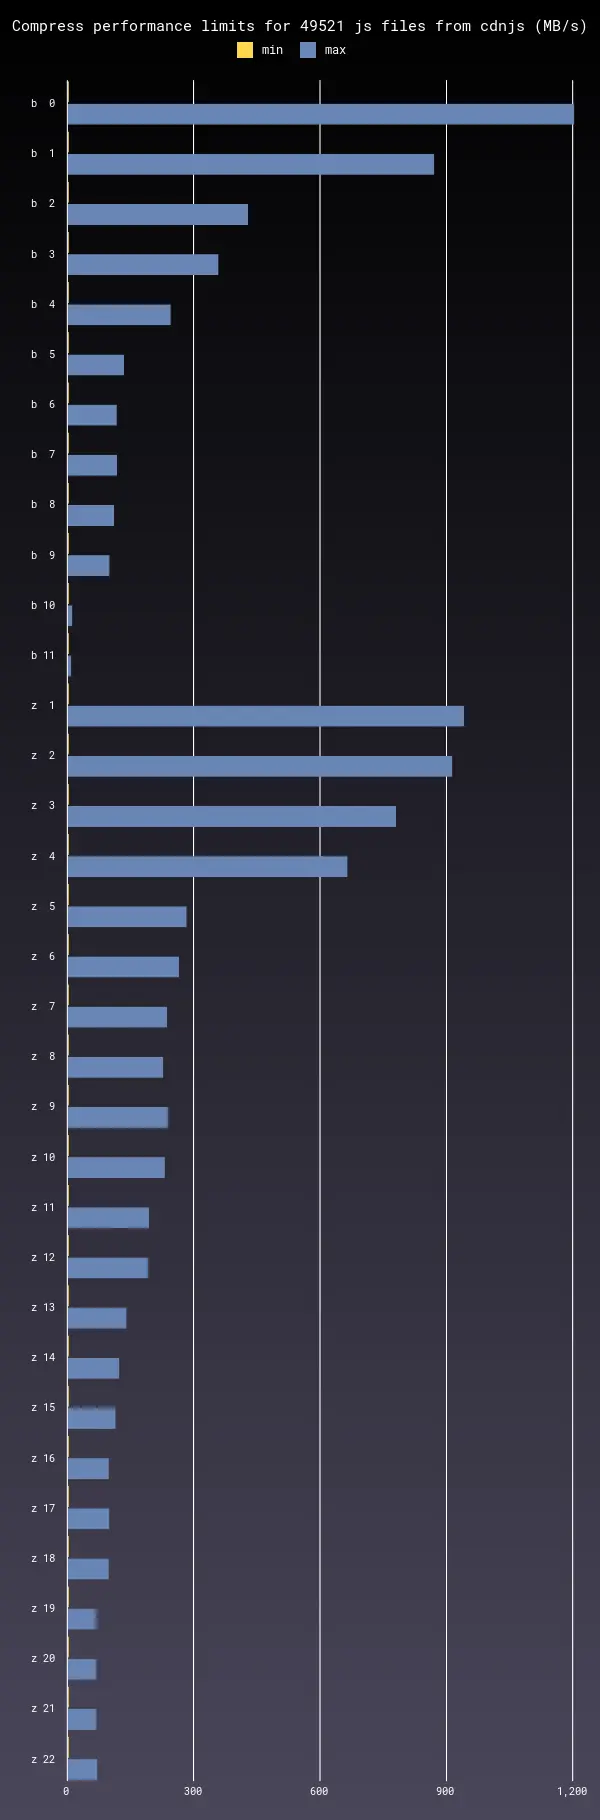 Compress performance limits for 49521 js files from cdnjs (MB/s)
min max
b 0
b 1
b 2
b 3
b 4
b 5
b 6
b 7
b 8
b 9
b 10
b 11
z 1
z 2
z 3
z 4
z 5
z 6
z 7
z 8
z 9
z 10
z 11
z 12
z 13
z 14
z 15
z 16
z 17
z 18
z 19
z 20
z 21
z 22
0 300 600 900 1,200